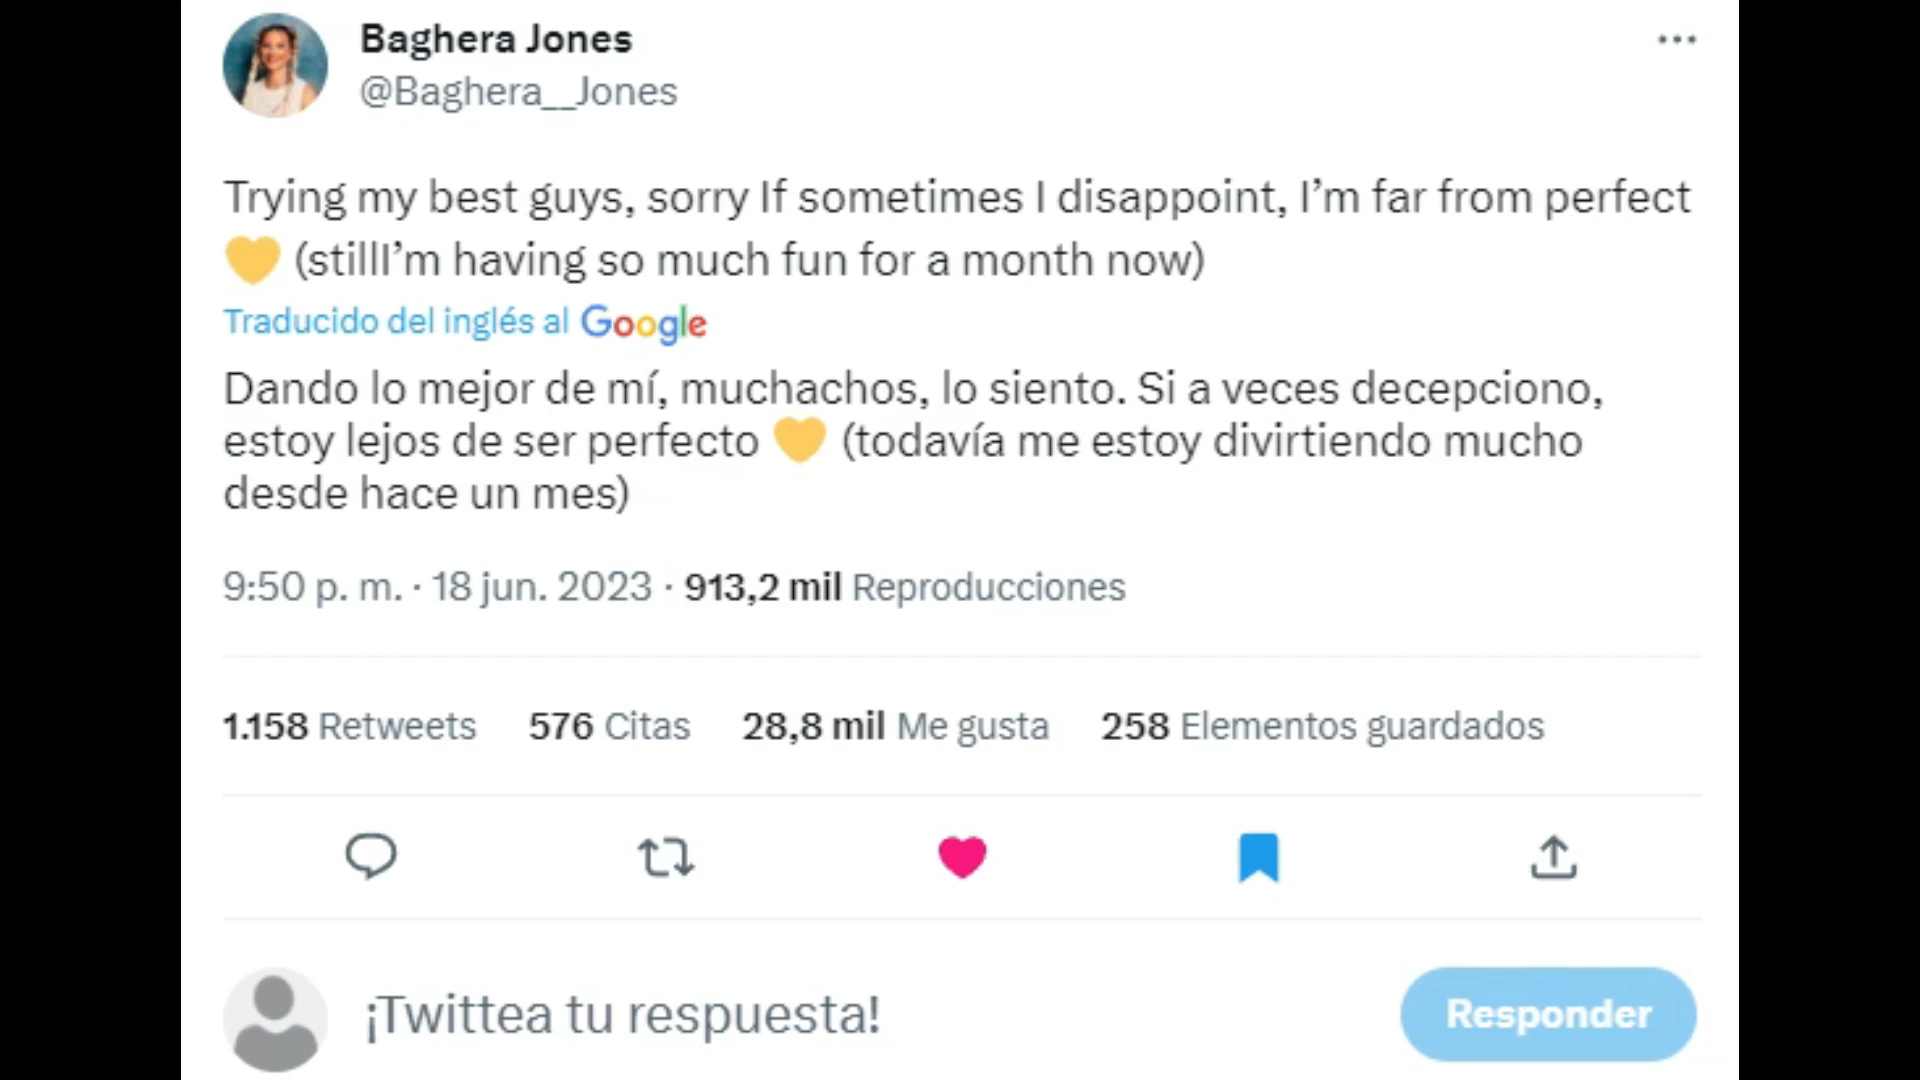 Baghera Jones
@Baghera__Jones
Trying my best guys, sorry If sometimes I disappoint, I’m far from perfect
💛 (stillI’m having so much fun for a month now)
Traducido del inglés al Google
Dando lo mejor de mí, muchachos, lo siento. Si a veces decepciono,
estoy lejos de ser perfecto 💛 (todavía me estoy divirtiendo mucho
desde hace un mes)
9:50 p. m. · 18 jun. 2023 · 913,2 mil Reproducciones
1.158 Retweets 576 Citas 28,8 mil Me gusta 258 Elementos guardados
¡Twittea tu respuesta!
Responder